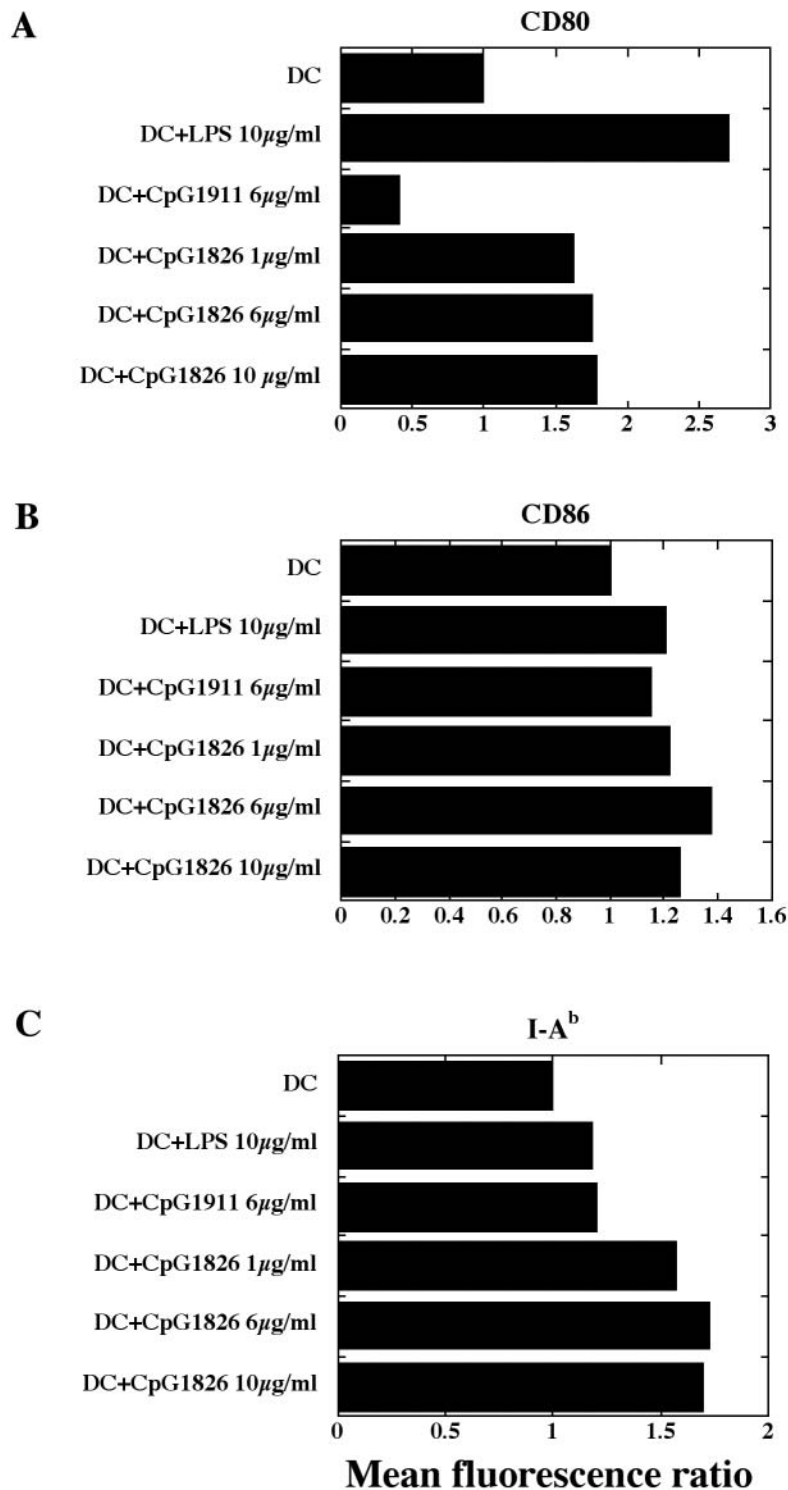 A
CD80
DC
DC+LPS 10µg/ml
DC+CpG1911 6µg/ml
DC+CpG1826 1µg/ml
DC+CpG1826 6µg/ml
DC+CpG1826 10 µg/ml
0 0.5 1 1.5 2 2.5 3
B
CD86
DC
DC+LPS 10µg/ml
DC+CpG1911 6µg/ml
DC+CpG1826 1µg/ml
DC+CpG1826 6µg/ml
DC+CpG1826 10µg/ml
0 0.2 0.4 0.6 0.8 1 1.2 1.4 1.6
C
I-Aᵇ
DC
DC+LPS 10µg/ml
DC+CpG1911 6µg/ml
DC+CpG1826 1µg/ml
DC+CpG1826 6µg/ml
DC+CpG1826 10µg/ml
0 0.5 1 1.5 2
Mean fluorescence ratio